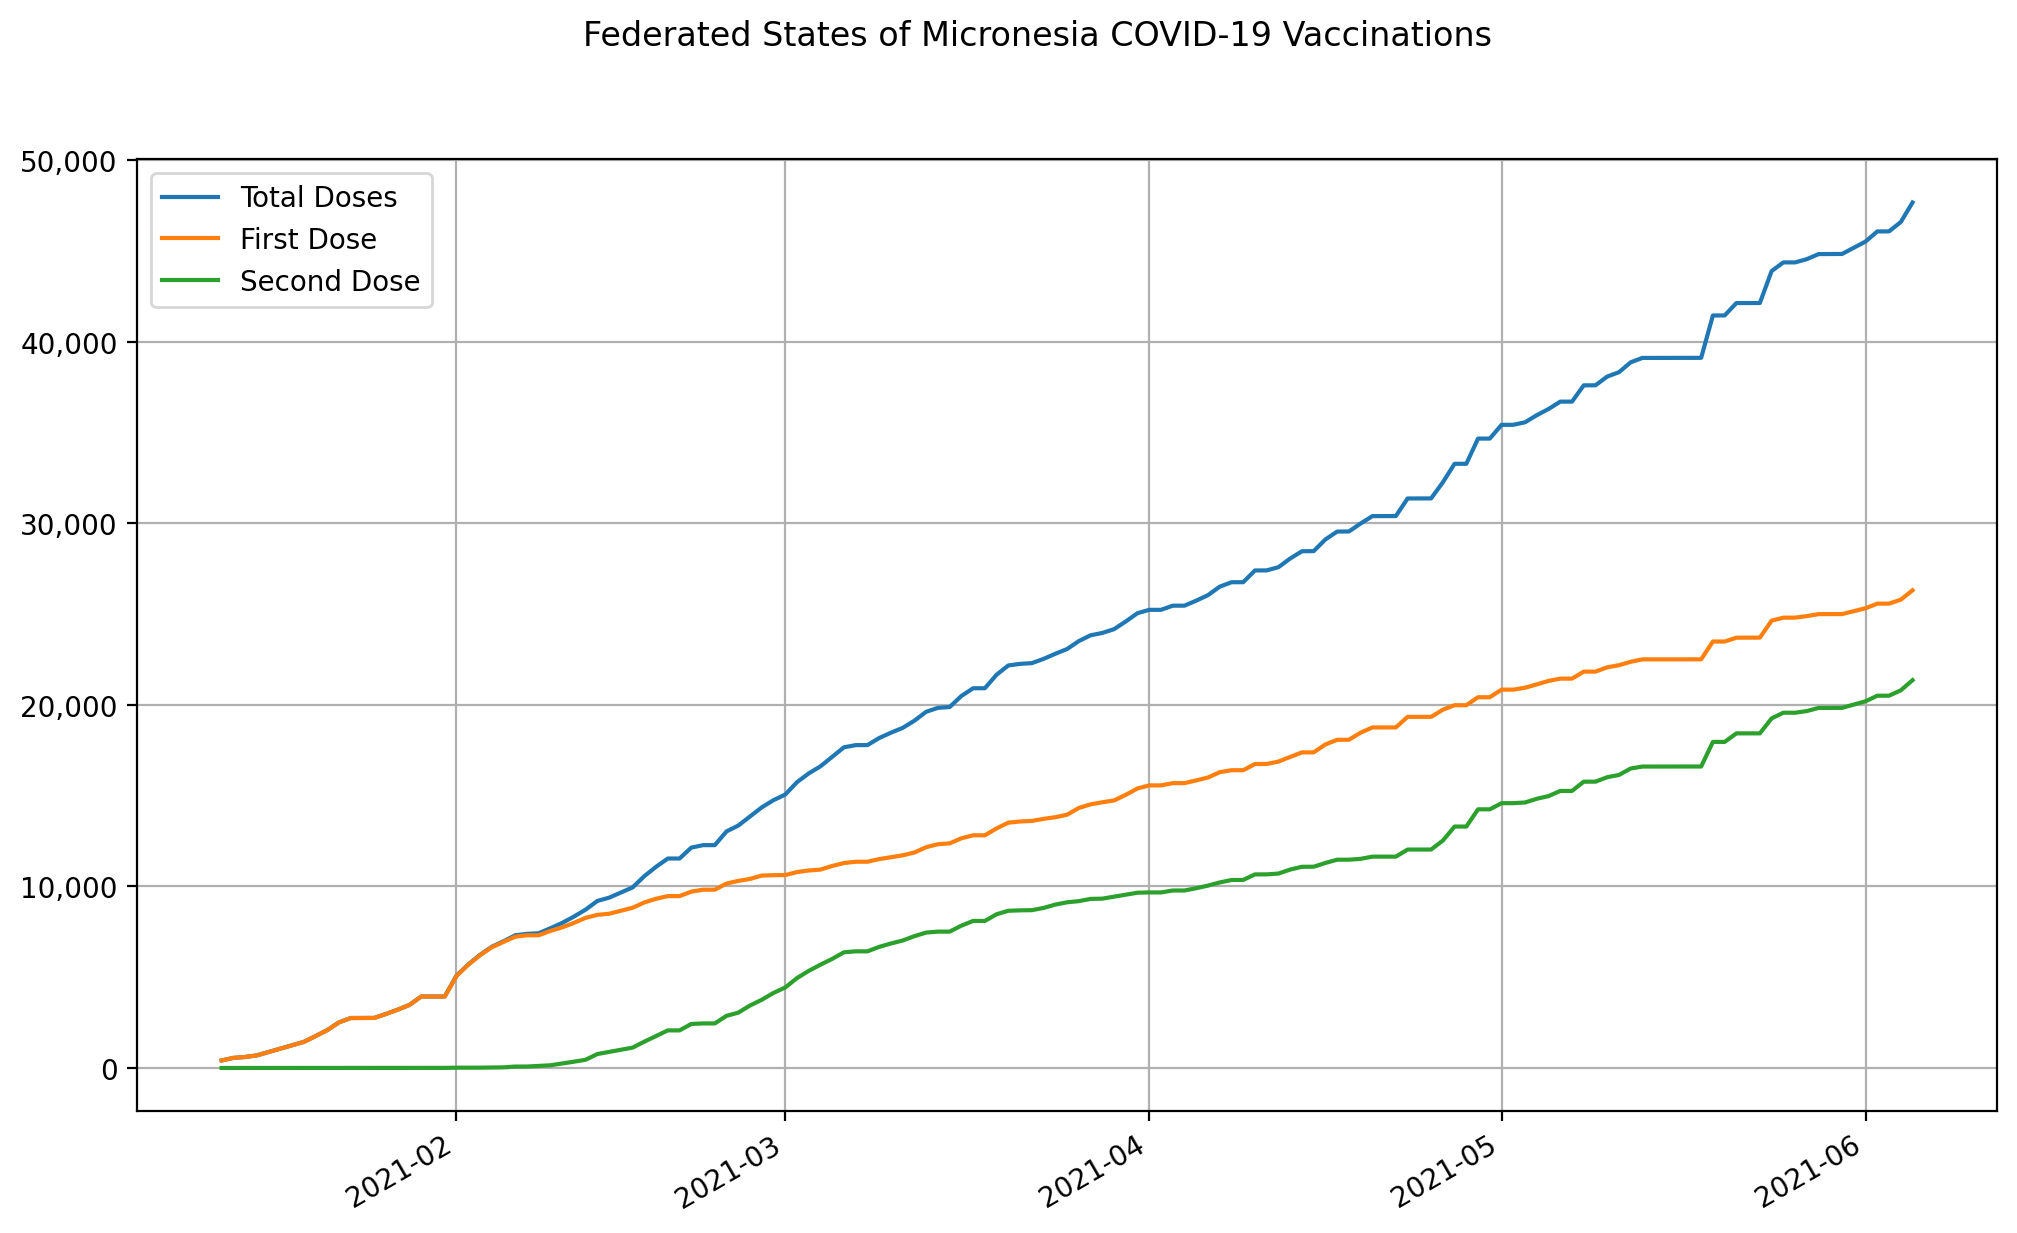 Federated States of Micronesia COVID-19 Vaccinations
50,000
40,000
30,000
20,000
10,000
0
Total Doses
First Dose
Second Dose
2021-02
2021-03
2021-04
2021-05
2021-06